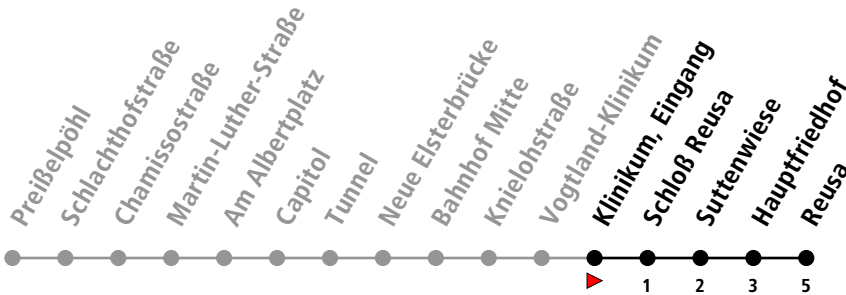 Preißelpöhl
Schlachthofstraße
Chamissostraße
Martin-Luther-Straße
Am Albertplatz
Capitol
Tunnel
Neue Elsterbrücke
Bahnhof Mitte
Knielohstraße
Vogtland-Klinikum
Klinikum, Eingang
Schloß Reusa
Suttenwiese
Hauptfriedhof
Reusa
1 2 3 5